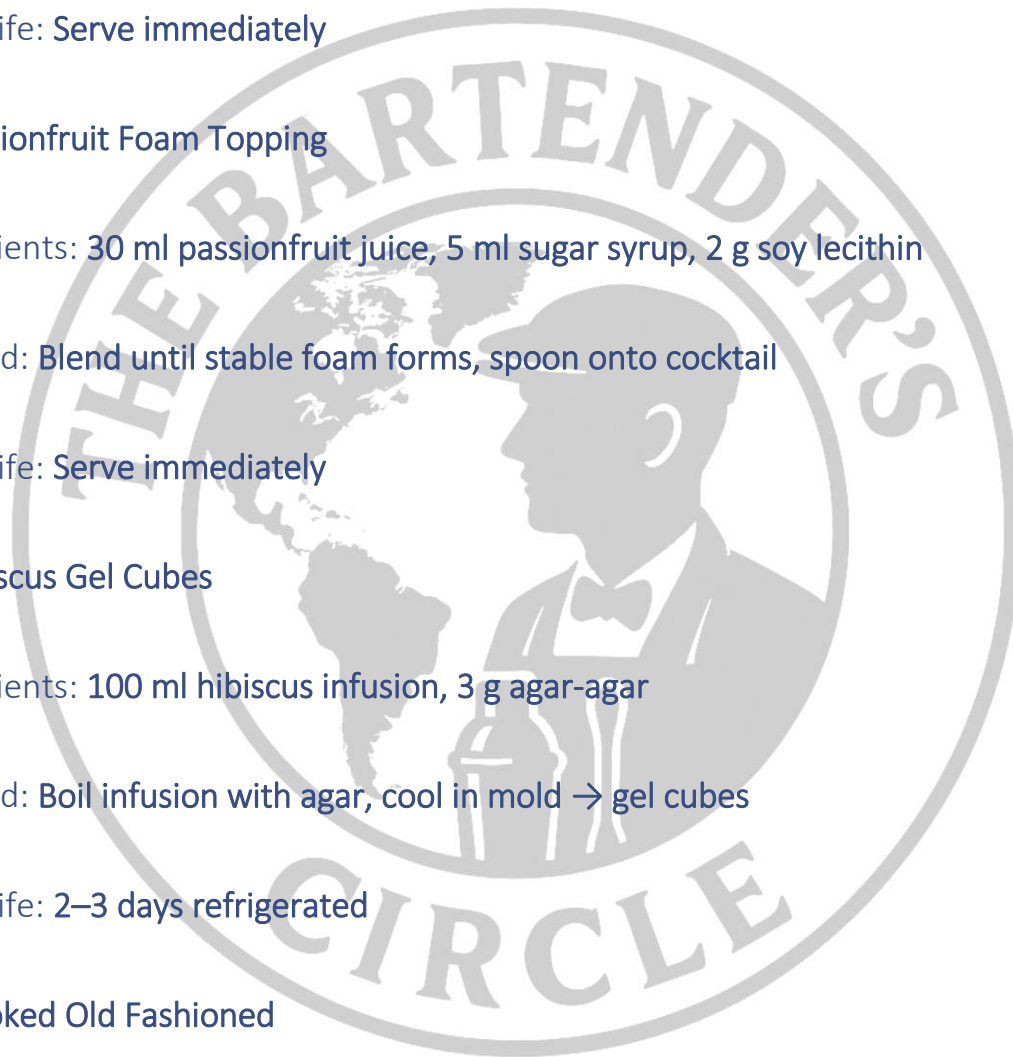 ife: Serve immediately
ionfruit Foam Topping
ients: 30 ml passionfruit juice, 5 ml sugar syrup, 2 g soy lecithin
d: Blend until stable foam forms, spoon onto cocktail
ife: Serve immediately
scus Gel Cubes
ients: 100 ml hibiscus infusion, 3 g agar-agar
d: Boil infusion with agar, cool in mold → gel cubes
ife: 2–3 days refrigerated
oked Old Fashioned
THE BARTENDER'S
CIRCLE